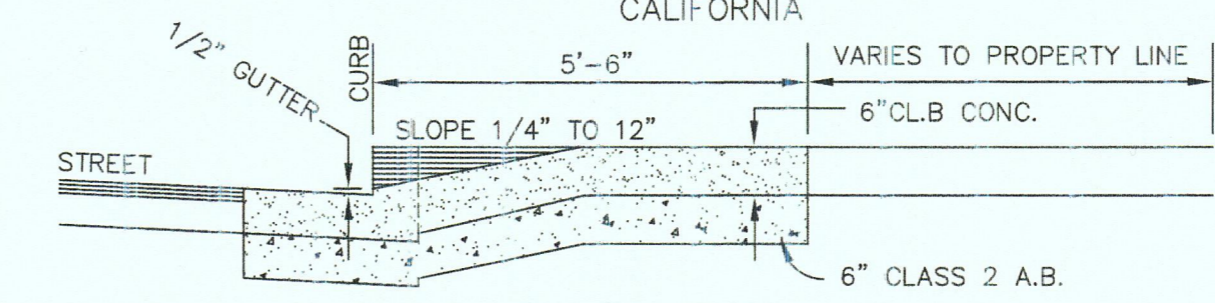 CALIFORNIA
1/2" GUTTER
CURB
5'-6"
VARIES TO PROPERTY LINE
6"CL.B CONC.
SLOPE 1/4" TO 12"
STREET
6" CLASS 2 A.B.